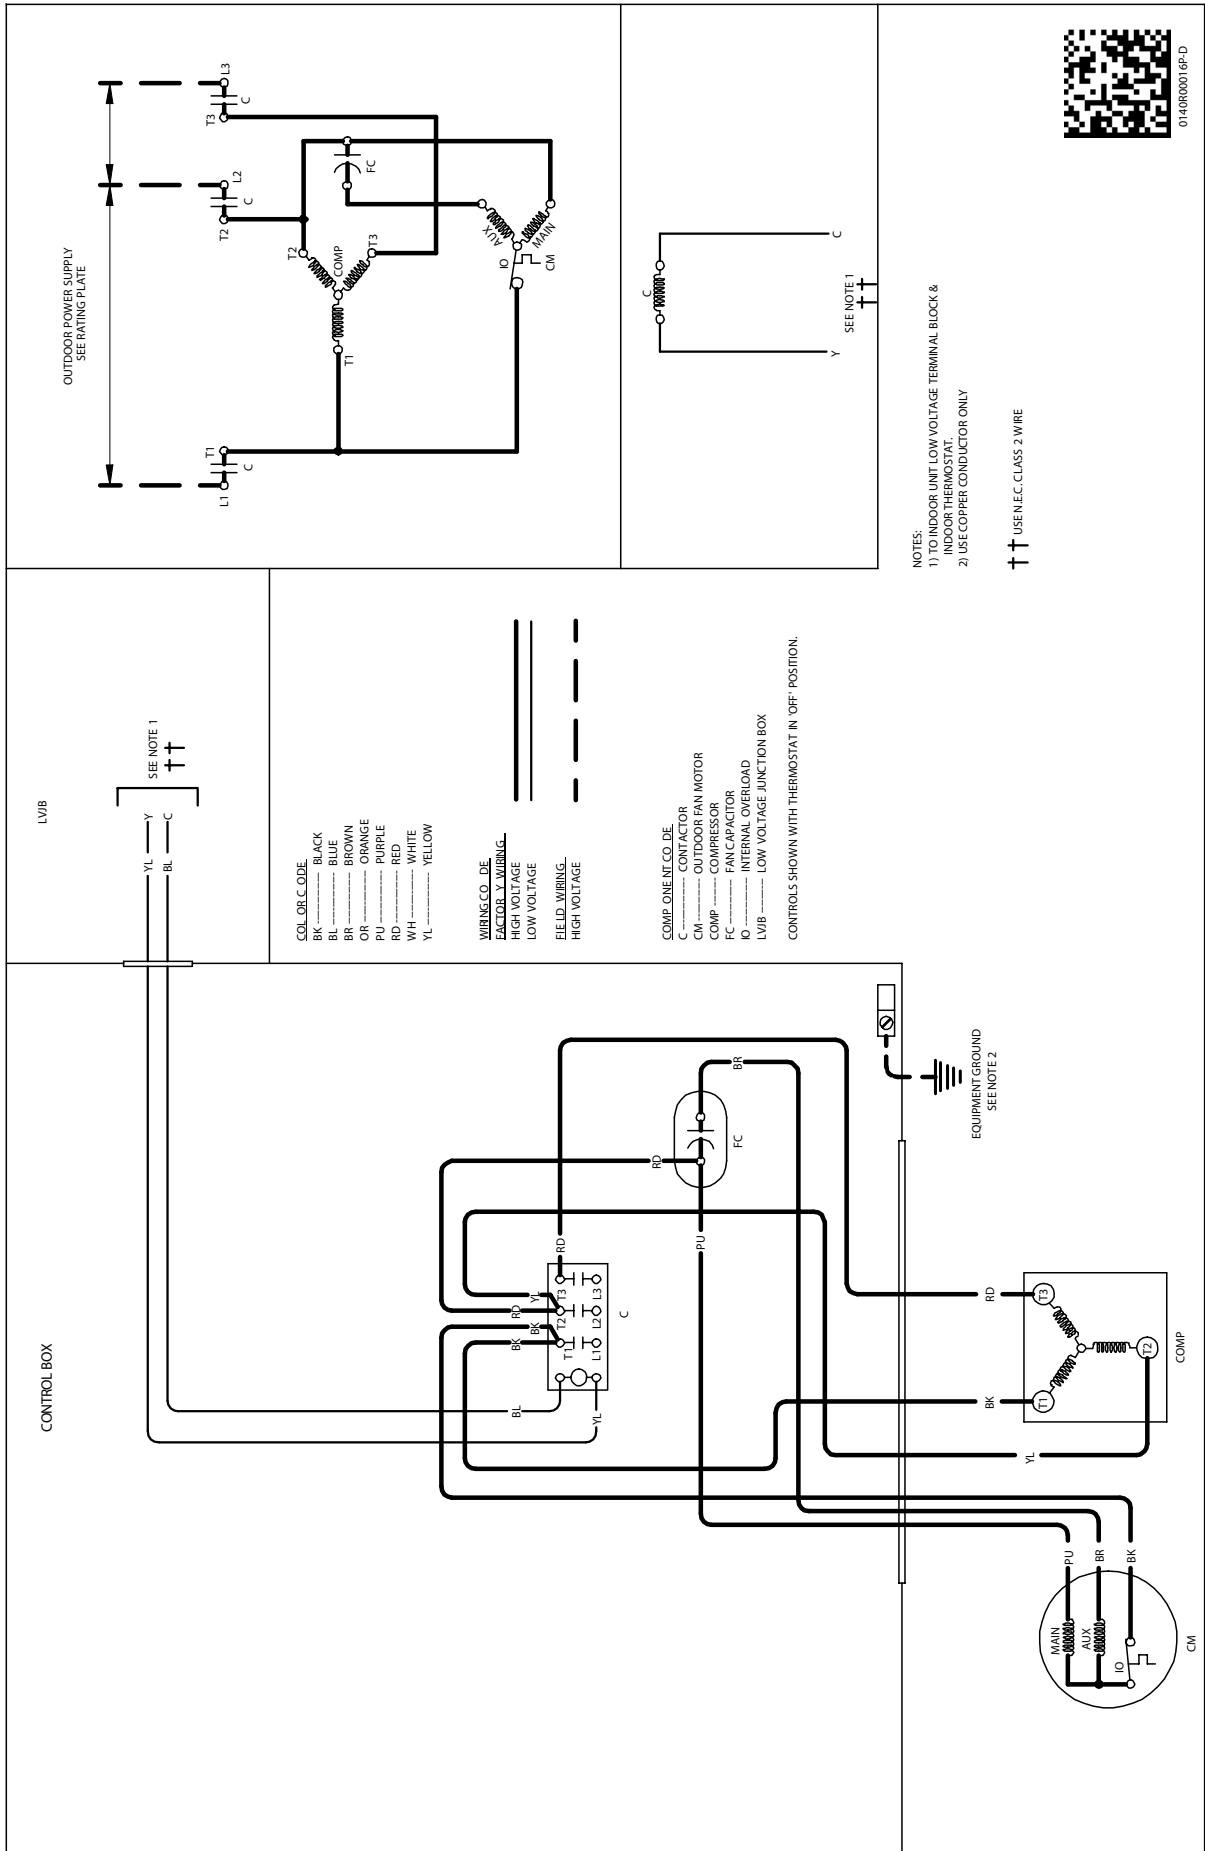 CONTROL BOX
LVJB
OUTDOOR POWER SUPPLY
SEE RATING PLATE
YL
Y
BL
C
SEE NOTE 1
L1
T1
C
T2
L2
C
T3
L3
C
T1
T2
COMP
T3
FC
AUX
MAIN
IO
CM
COL OR C ODE
BK ---------- BLACK
BL ---------- BLUE
BR ---------- BROWN
OR ---------- ORANGE
PU ---------- PURPLE
RD ---------- RED
WH ---------- WHITE
YL ---------- YELLOW
WIRING CO DE
FACTOR Y WIRING
HIGH VOLTAGE
LOW VOLTAGE
FIE LD WIRING
HIGH VOLTAGE
COMP ONE NT CO DE
C --------- CONTACTOR
CM --------- OUTDOOR FAN MOTOR
COMP ------ COMPRESSOR
FC --------- FAN CAPACITOR
IO --------- INTERNAL OVERLOAD
LVJB ------- LOW VOLTAGE JUNCTION BOX
CONTROLS SHOWN WITH THERMOSTAT IN 'OFF' POSITION.
C
Y
C
SEE NOTE 1
NOTES:
1) TO INDOOR UNIT LOW VOLTAGE TERMINAL BLOCK &
INDOOR THERMOSTAT.
2) USE COPPER CONDUCTOR ONLY
USE N.E.C. CLASS 2 WIRE
0140R00016P-D
BL
YL
BK
BK
RD
YL
RD
T1
T2
T3
L1
L2
L3
C
RD
PU
FC
BR
EQUIPMENT GROUND
SEE NOTE 2
YL
BK
RD
T1
T2
T3
COMP
PU
BR
BK
MAIN
AUX
IO
CM